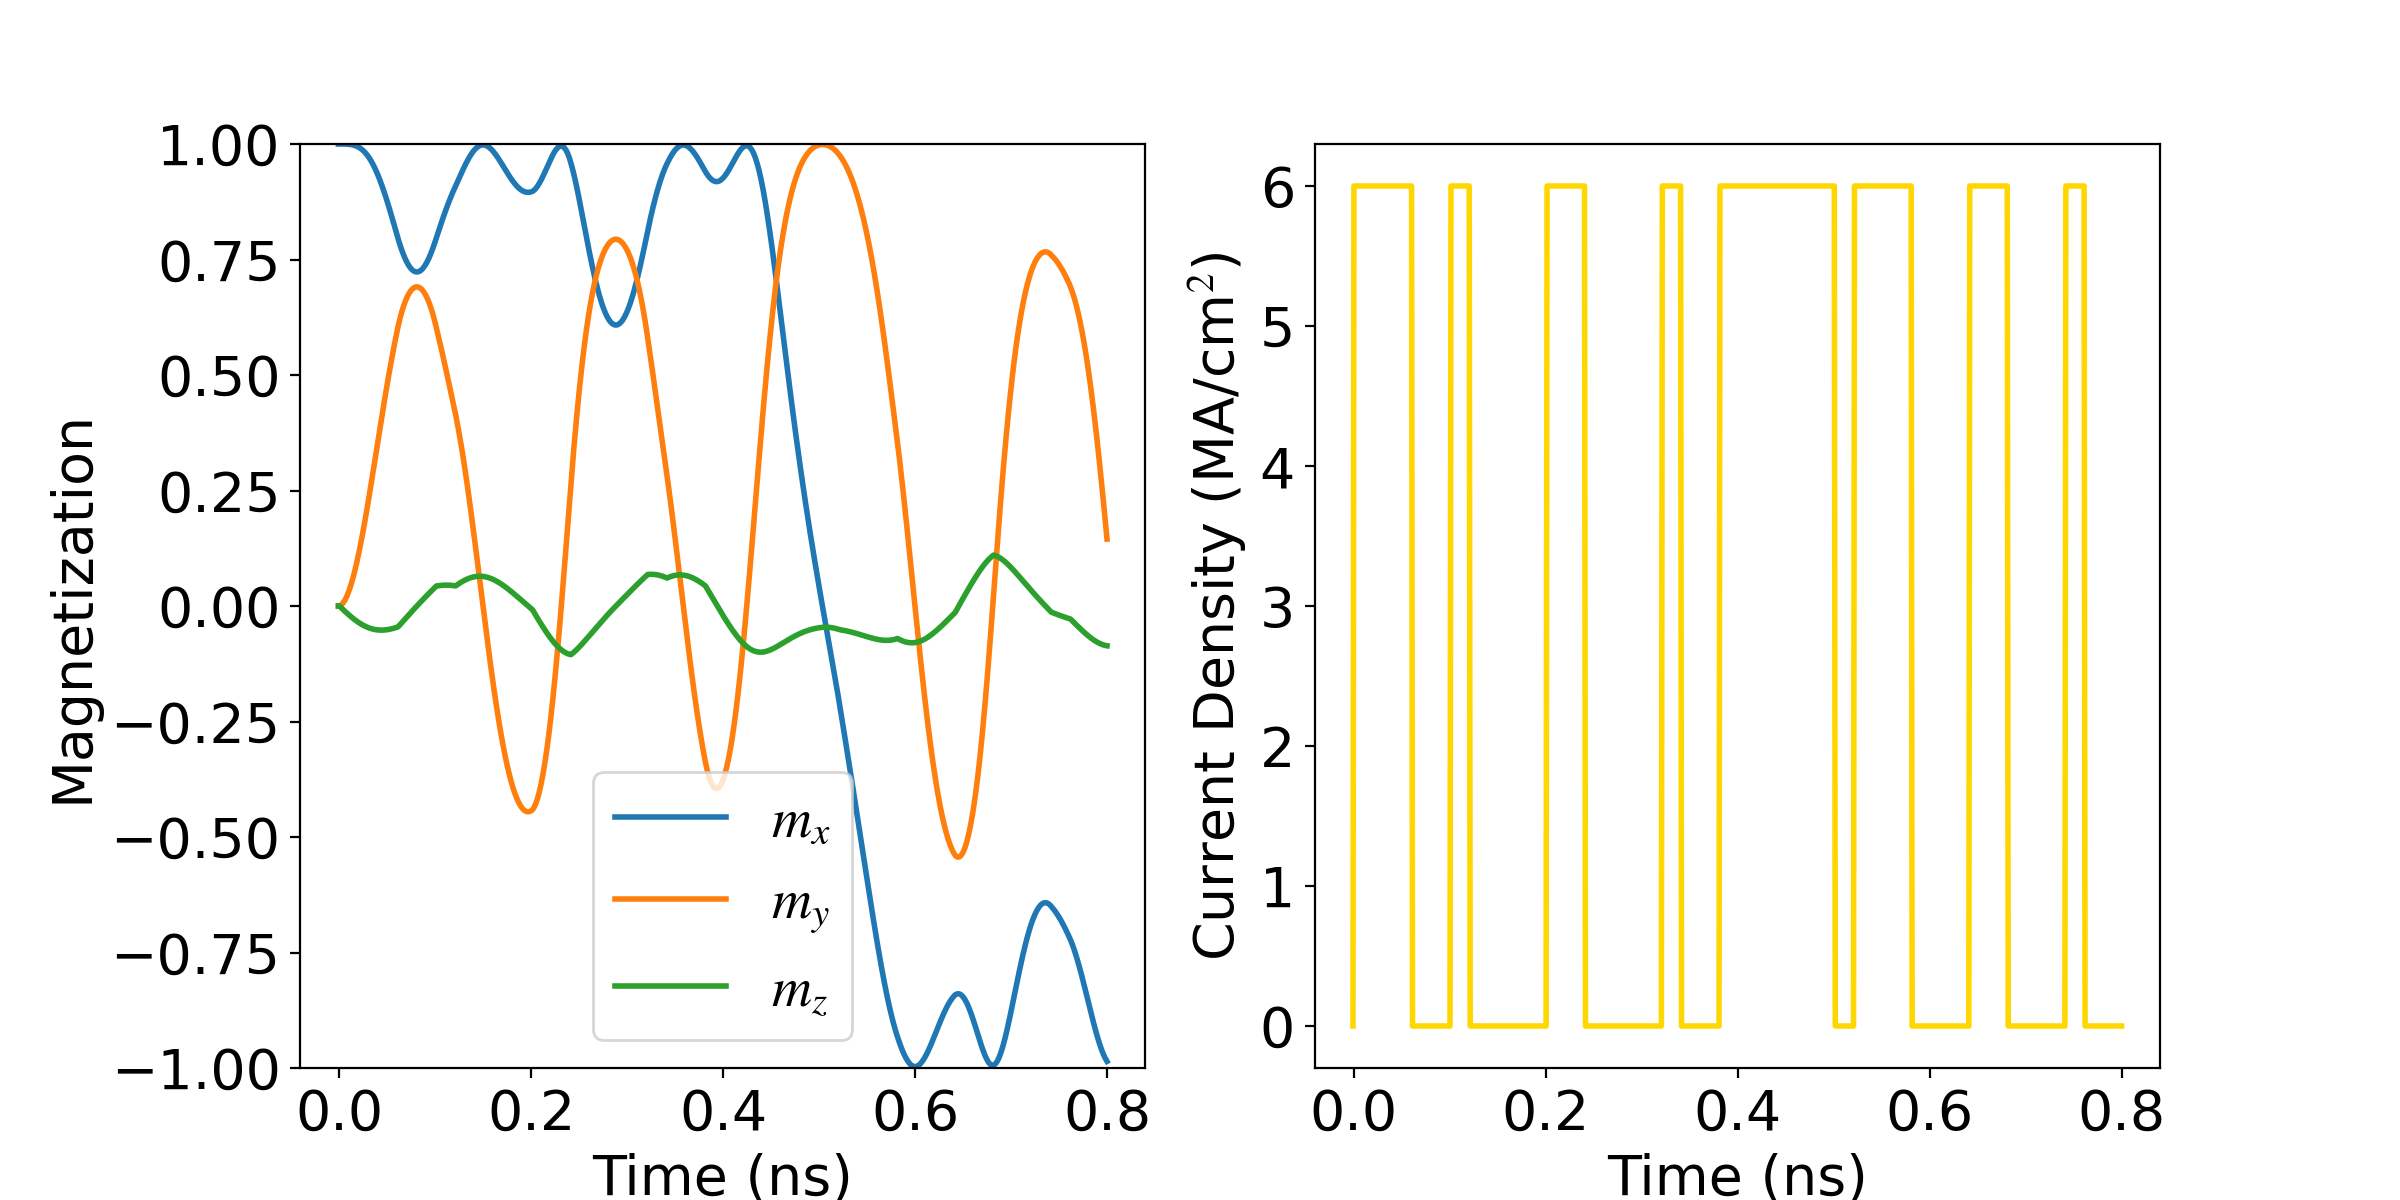 Magnetization
1.00
0.75
0.50
0.25
0.00
−0.25
−0.50
−0.75
−1.00
0.0 0.2 0.4 0.6 0.8
Time (ns)
m_x
m_y
m_z
Current Density (MA/cm²)
6
5
4
3
2
1
0
0.0 0.2 0.4 0.6 0.8
Time (ns)